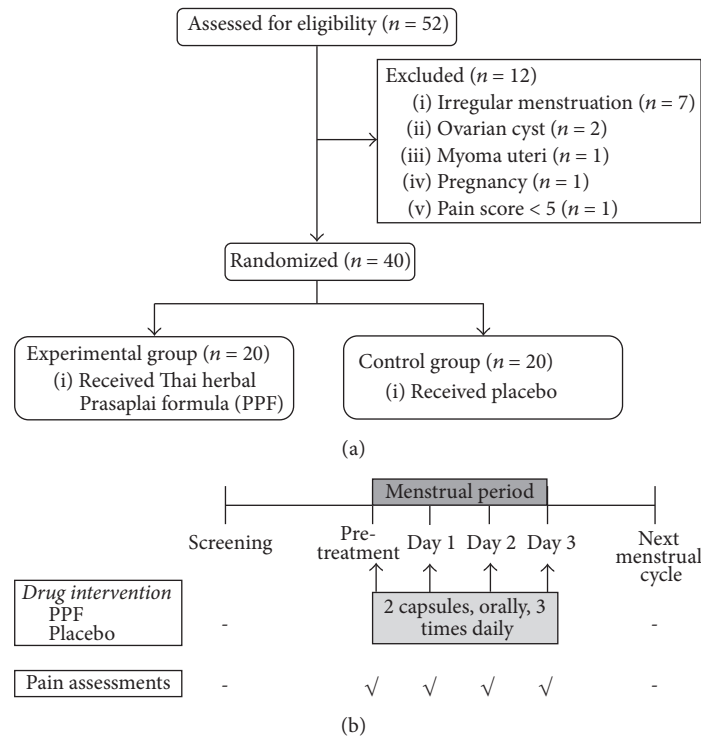 Assessed for eligibility (n = 52)
Excluded (n = 12)
(i) Irregular menstruation (n = 7)
(ii) Ovarian cyst (n = 2)
(iii) Myoma uteri (n = 1)
(iv) Pregnancy (n = 1)
(v) Pain score < 5 (n = 1)
Randomized (n = 40)
Experimental group (n = 20)
(i) Received Thai herbal
Prasaplai formula (PPF)
Control group (n = 20)
(i) Received placebo
(a)
Menstrual period
Screening
Pre-
treatment
Day 1
Day 2
Day 3
Next
menstrual
cycle
Drug intervention
PPF
Placebo
-
2 capsules, orally, 3
times daily
-
Pain assessments
- √ √ √ √ -
(b)